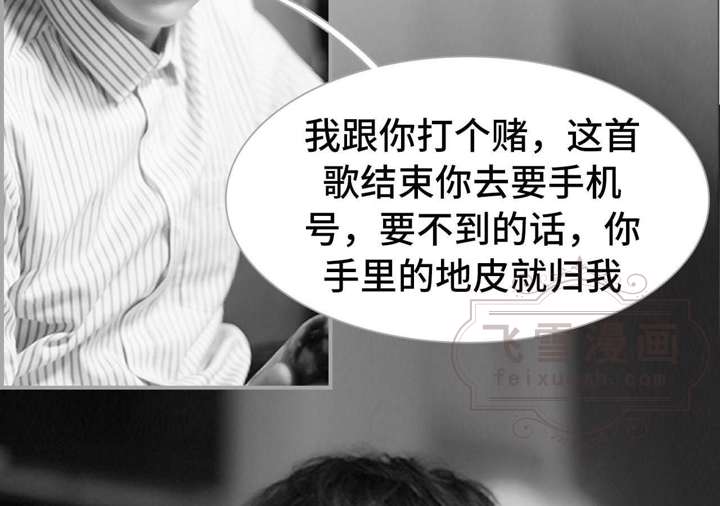 我跟你打个赌，这首
歌结束你去要手机
号，要不到的话，你
手里的地皮就归我
飞雪漫画